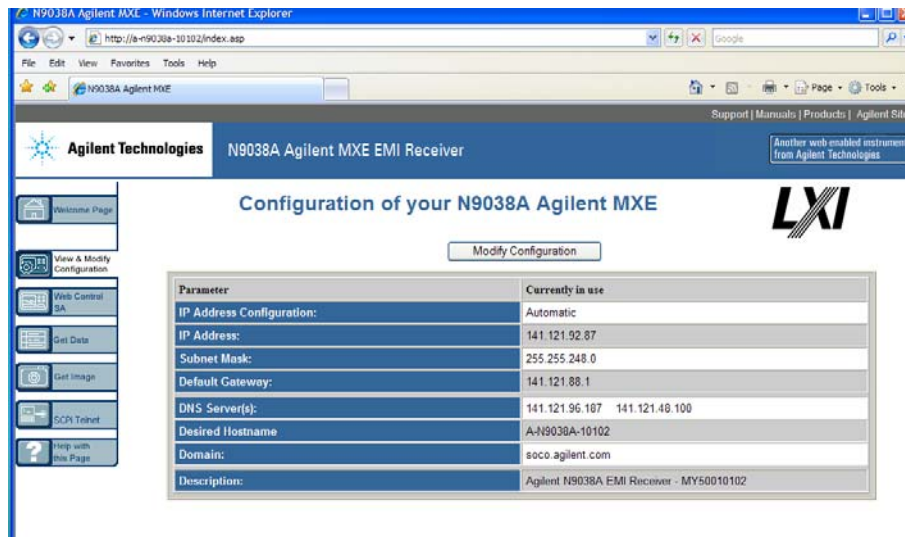 N9038A Agilent MXE - Windows Internet Explorer
http://a-n9038a-10102/index.asp
Google
File Edit View Favorites Tools Help
N9038A Agilent MXE
Page Tools
Support | Manuals | Products | Agilent Site
Agilent Technologies
N9038A Agilent MXE EMI Receiver
Another web enabled instrument
from Agilent Technologies
Welcome Page
View & Modify
Configuration
Web Control
SA
Get Data
Get Image
SCPI Telnet
Help with
this Page
Configuration of your N9038A Agilent MXE
LXI
Modify Configuration
Parameter Currently in use
IP Address Configuration: Automatic
IP Address: 141.121.92.87
Subnet Mask: 255.255.248.0
Default Gateway: 141.121.88.1
DNS Server(s): 141.121.96.187 141.121.48.100
Desired Hostname A-N9038A-10102
Domain: soco.agilent.com
Description: Agilent N9038A EMI Receiver - MY50010102